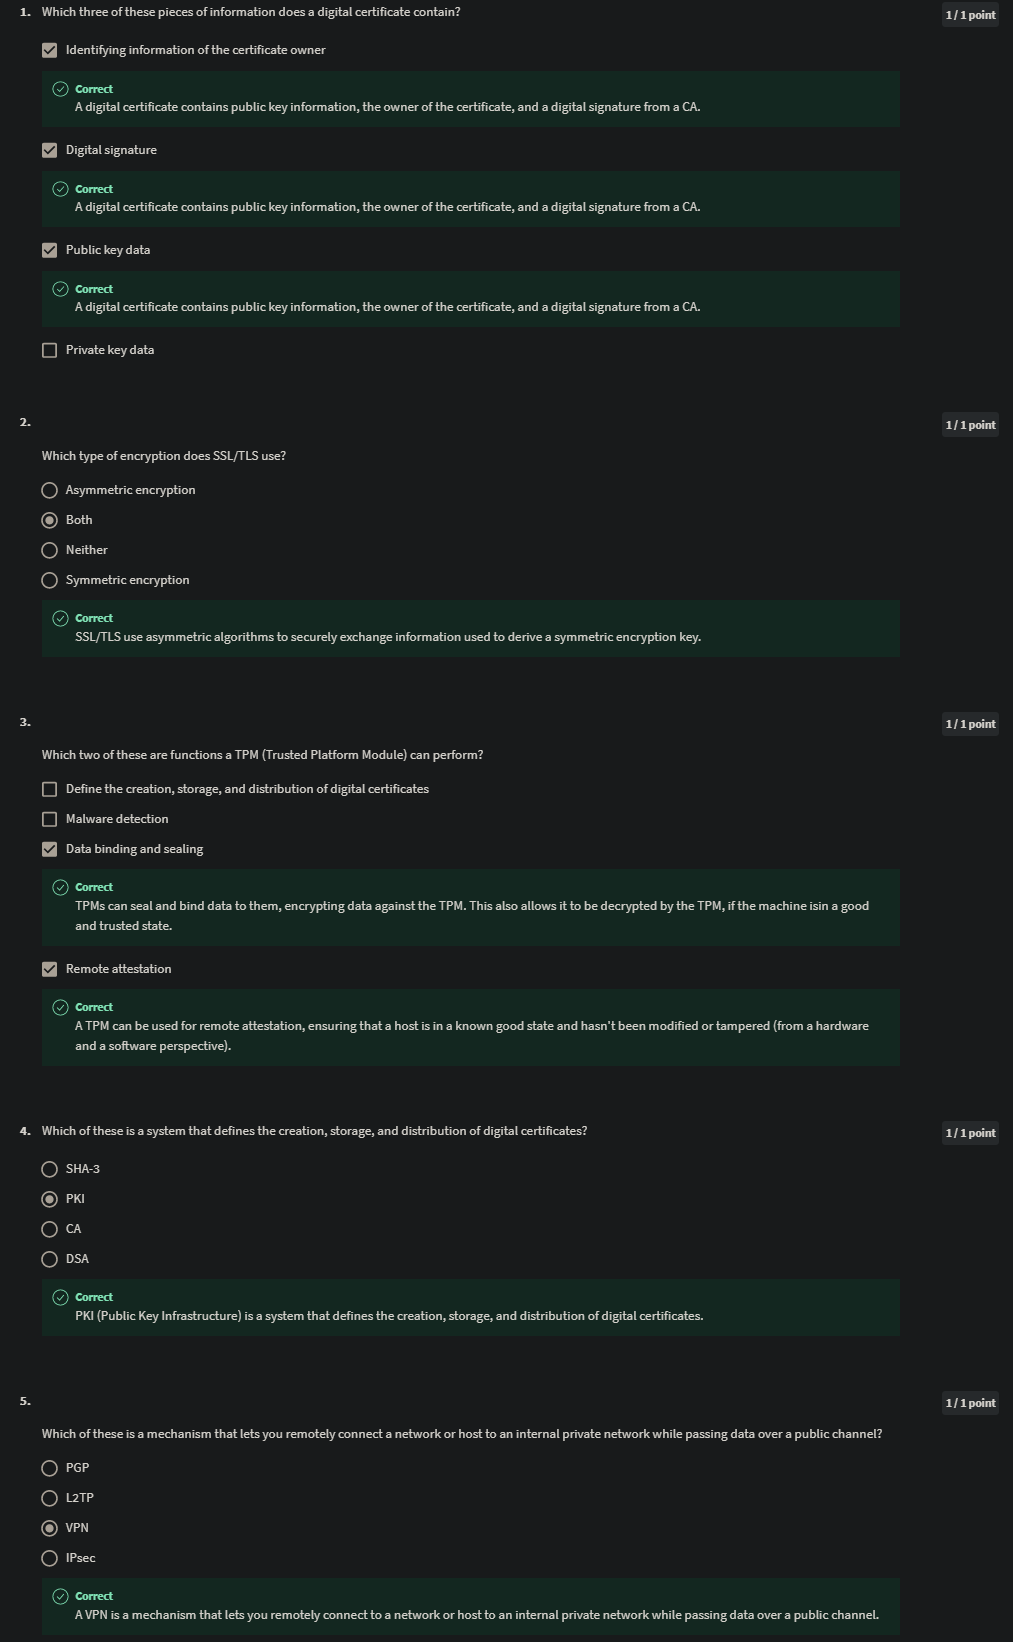 1. Which three of these pieces of information does a digital certificate contain?
1 / 1 point
Identifying information of the certificate owner
Correct
A digital certificate contains public key information, the owner of the certificate, and a digital signature from a CA.
Digital signature
Correct
A digital certificate contains public key information, the owner of the certificate, and a digital signature from a CA.
Public key data
Correct
A digital certificate contains public key information, the owner of the certificate, and a digital signature from a CA.
Private key data
2.
1 / 1 point
Which type of encryption does SSL/TLS use?
Asymmetric encryption
Both
Neither
Symmetric encryption
Correct
SSL/TLS use asymmetric algorithms to securely exchange information used to derive a symmetric encryption key.
3.
1 / 1 point
Which two of these are functions a TPM (Trusted Platform Module) can perform?
Define the creation, storage, and distribution of digital certificates
Malware detection
Data binding and sealing
Correct
TPMs can seal and bind data to them, encrypting data against the TPM. This also allows it to be decrypted by the TPM, if the machine isin a good
and trusted state.
Remote attestation
Correct
A TPM can be used for remote attestation, ensuring that a host is in a known good state and hasn't been modified or tampered (from a hardware
and a software perspective).
4. Which of these is a system that defines the creation, storage, and distribution of digital certificates?
1 / 1 point
SHA-3
PKI
CA
DSA
Correct
PKI (Public Key Infrastructure) is a system that defines the creation, storage, and distribution of digital certificates.
5.
1 / 1 point
Which of these is a mechanism that lets you remotely connect a network or host to an internal private network while passing data over a public channel?
PGP
L2TP
VPN
IPsec
Correct
A VPN is a mechanism that lets you remotely connect to a network or host to an internal private network while passing data over a public channel.